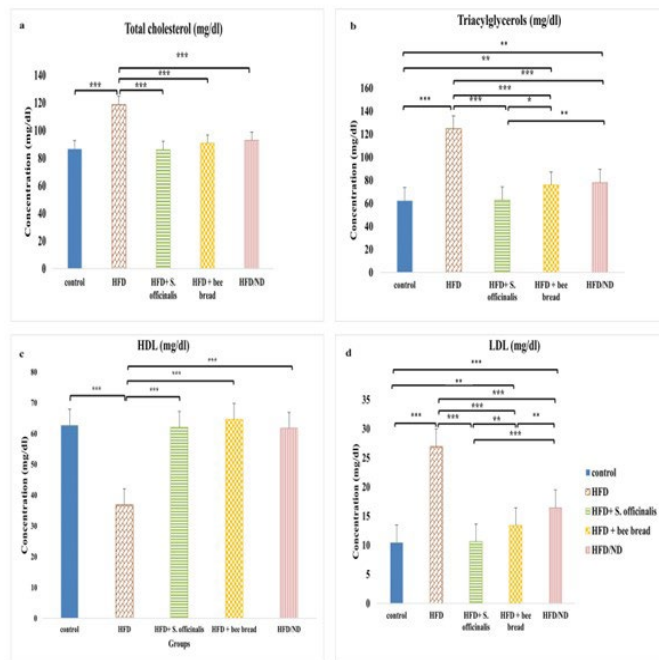 a
Total cholesterol (mg/dl)
***
***
***
***
Concentration (mg/dl)
140
120
100
80
60
40
20
0
control
HFD
HFD+ S. officinalis
HFD + bee bread
HFD/ND
b
Triacylglycerols (mg/dl)
**
**
***
***
***
***
*
**
Concentration (mg/dl)
160
140
120
100
80
60
40
20
0
control
HFD
HFD+ S. officinalis
HFD + bee bread
HFD/ND
c
HDL (mg/dl)
***
***
***
***
Concentration (mg/dl)
80
70
60
50
40
30
20
10
0
control
HFD
HFD+ S. officinalis
HFD + bee bread
HFD/ND
Groups
d
LDL (mg/dl)
***
**
***
***
***
***
**
**
***
Concentration (mg/dl)
35
30
25
20
15
10
5
0
control
HFD
HFD+ S. officinalis
HFD + bee bread
HFD/ND
control
HFD
HFD+ S. officinalis
HFD + bee bread
HFD/ND